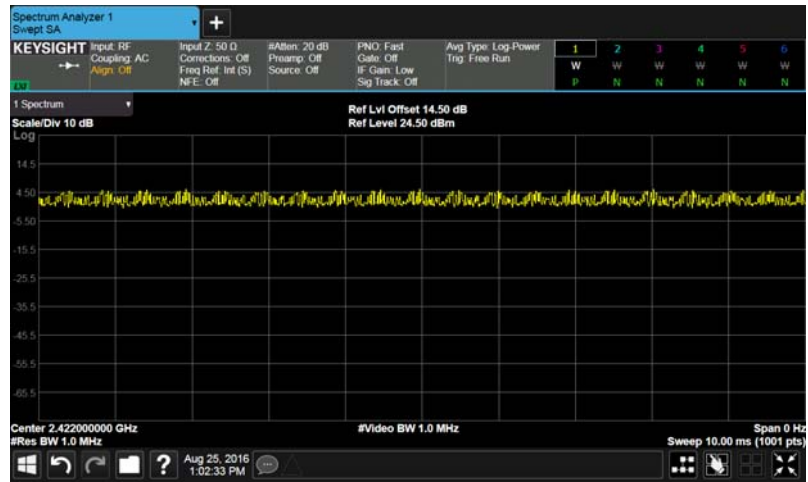 Spectrum Analyzer 1
Swept SA
+
KEYSIGHT
LXI
Input: RF
Coupling: AC
Align: Off
Input Z: 50 Ω
Corrections: Off
Freq Ref: Int (S)
NFE: Off
#Atten: 20 dB
Preamp: Off
Source: Off
PNO: Fast
Gate: Off
IF Gain: Low
Sig Track: Off
Avg Type: Log-Power
Trig: Free Run
1 2 3 4 5 6
W W W W W W
P N N N N N
1 Spectrum
Scale/Div 10 dB
Ref Lvl Offset 14.50 dB
Ref Level 24.50 dBm
Log
14.5
4.50
-5.50
-15.5
-25.5
-35.5
-45.5
-55.5
-65.5
Center 2.422000000 GHz
#Video BW 1.0 MHz
Span 0 Hz
#Res BW 1.0 MHz
Sweep 10.00 ms (1001 pts)
?
Aug 25, 2016
1:02:33 PM